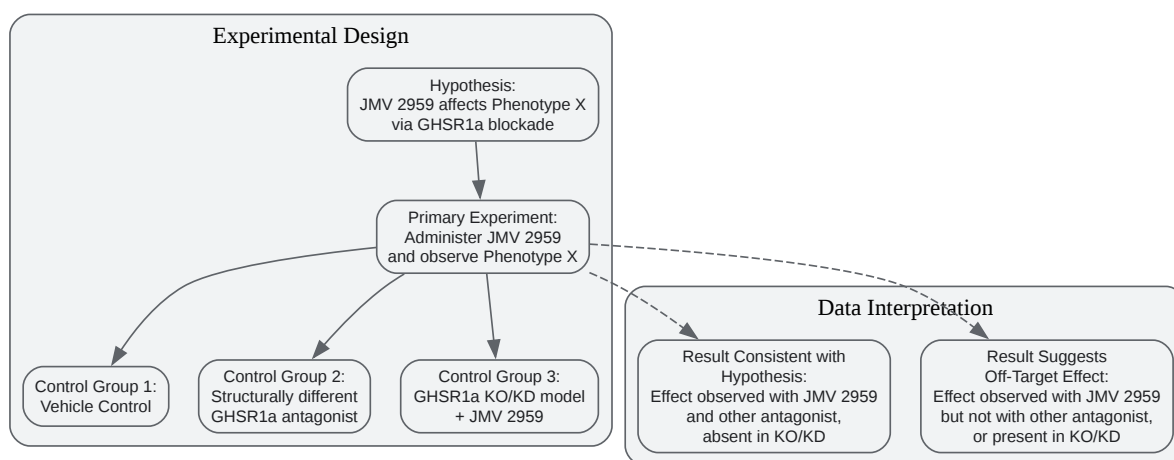 Experimental Design
Hypothesis:
JMV 2959 affects Phenotype X
via GHSR1a blockade
Primary Experiment:
Administer JMV 2959
and observe Phenotype X
Control Group 1:
Vehicle Control
Control Group 2:
Structurally different
GHSR1a antagonist
Control Group 3:
GHSR1a KO/KD model
+ JMV 2959
Data Interpretation
Result Consistent with
Hypothesis:
Effect observed with JMV 2959
and other antagonist,
absent in KO/KD
Result Suggests
Off-Target Effect:
Effect observed with JMV 2959
but not with other antagonist,
or present in KO/KD